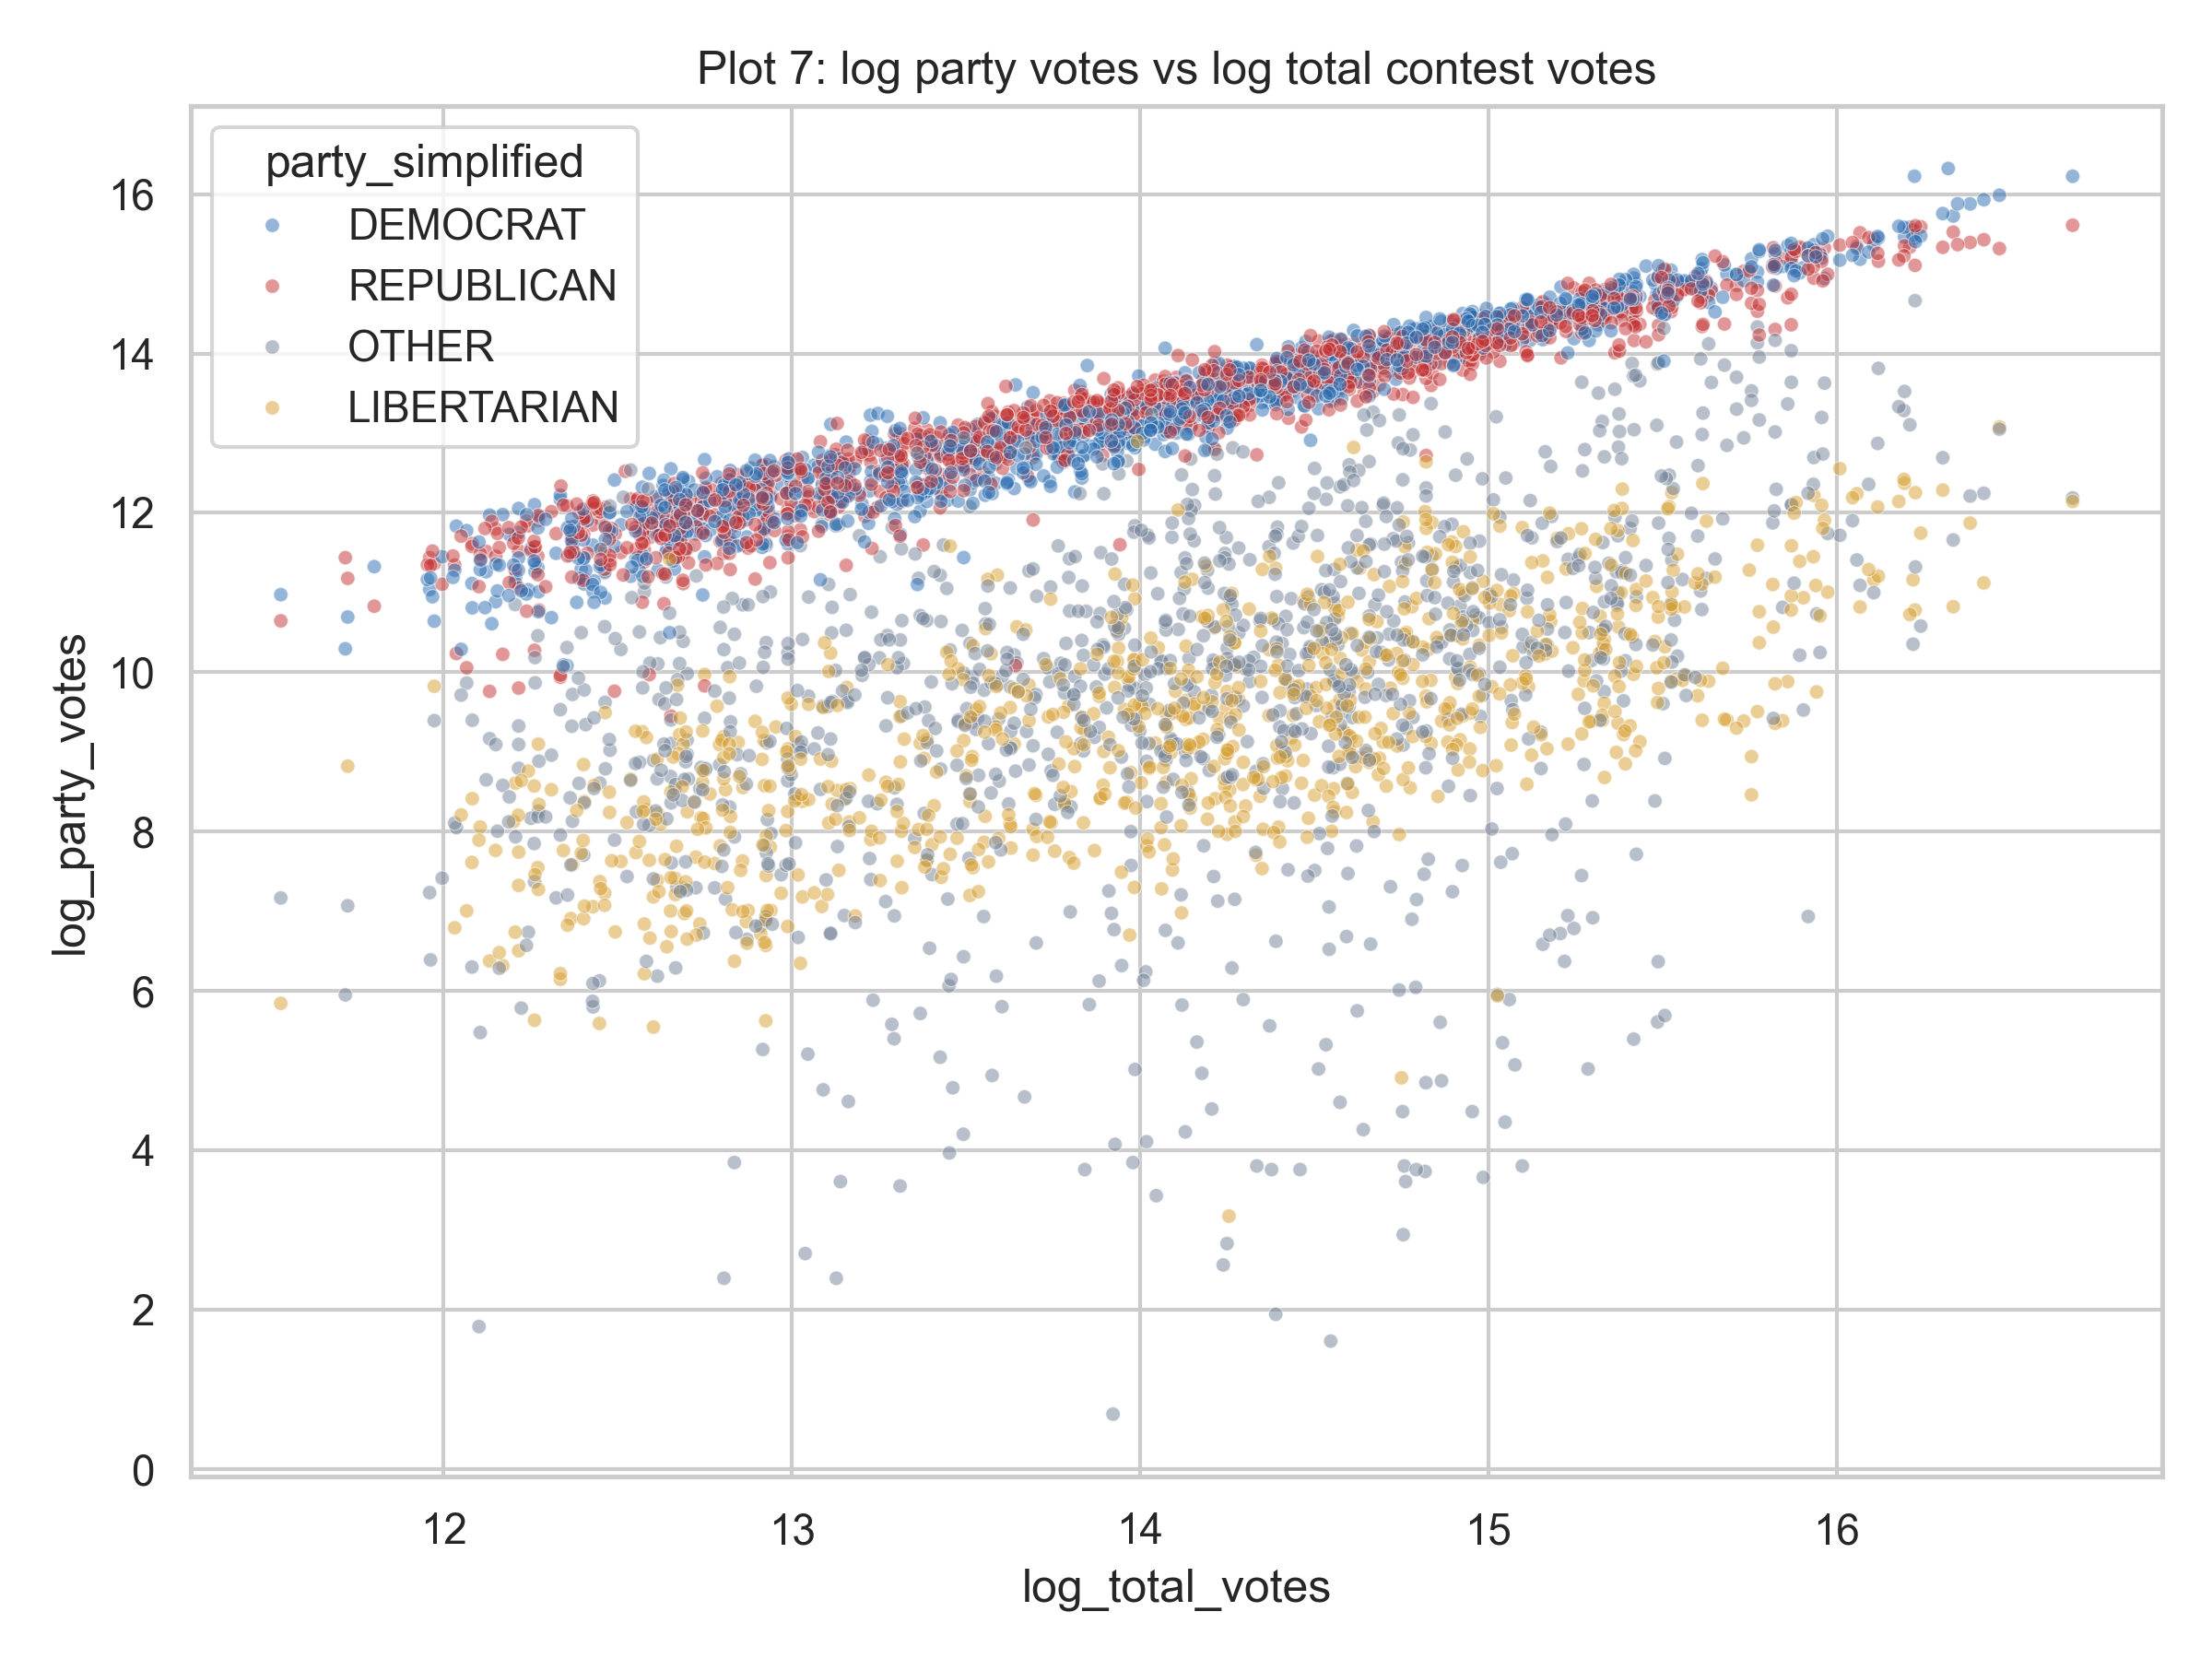 Plot 7: log party votes vs log total contest votes
party_simplified
DEMOCRAT
REPUBLICAN
OTHER
LIBERTARIAN
16
14
12
10
8
6
4
2
0
log_party_votes
12 13 14 15 16
log_total_votes